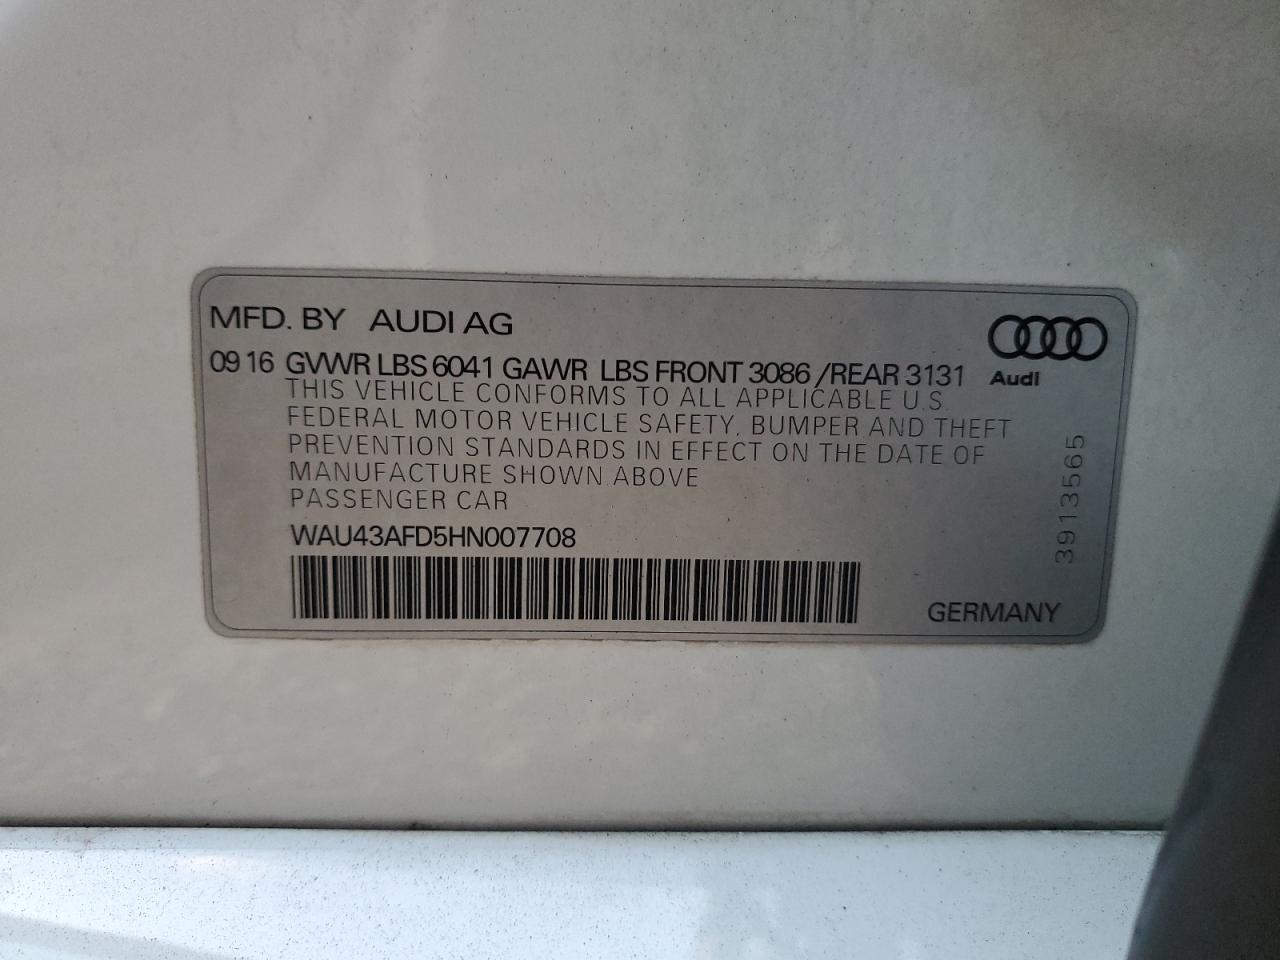 MFD. BY AUDI AG
09 16 GVWR LBS 6041 GAWR LBS FRONT 3086 /REAR 3131
Audi
THIS VEHICLE CONFORMS TO ALL APPLICABLE U.S.
FEDERAL MOTOR VEHICLE SAFETY, BUMPER AND THEFT
PREVENTION STANDARDS IN EFFECT ON THE DATE OF
MANUFACTURE SHOWN ABOVE
PASSENGER CAR
WAU43AFD5HN007708
3913565
GERMANY